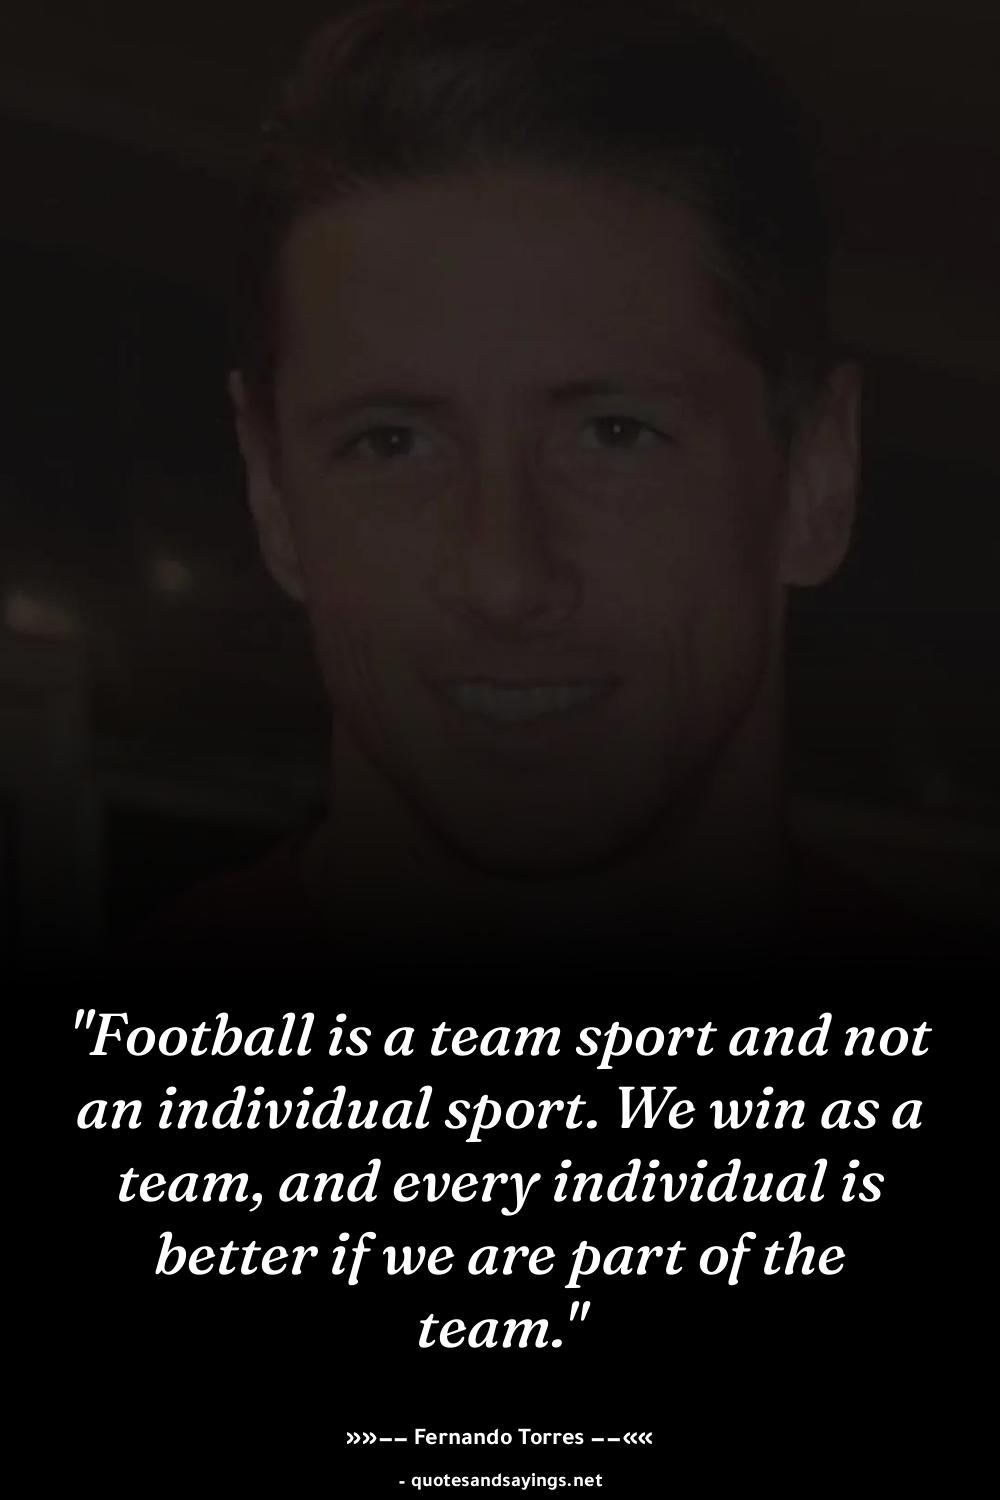 "Football is a team sport and not
an individual sport. We win as a
team, and every individual is
better if we are part of the
team."
»»–– Fernando Torres ––««
- quotesandsayings.net